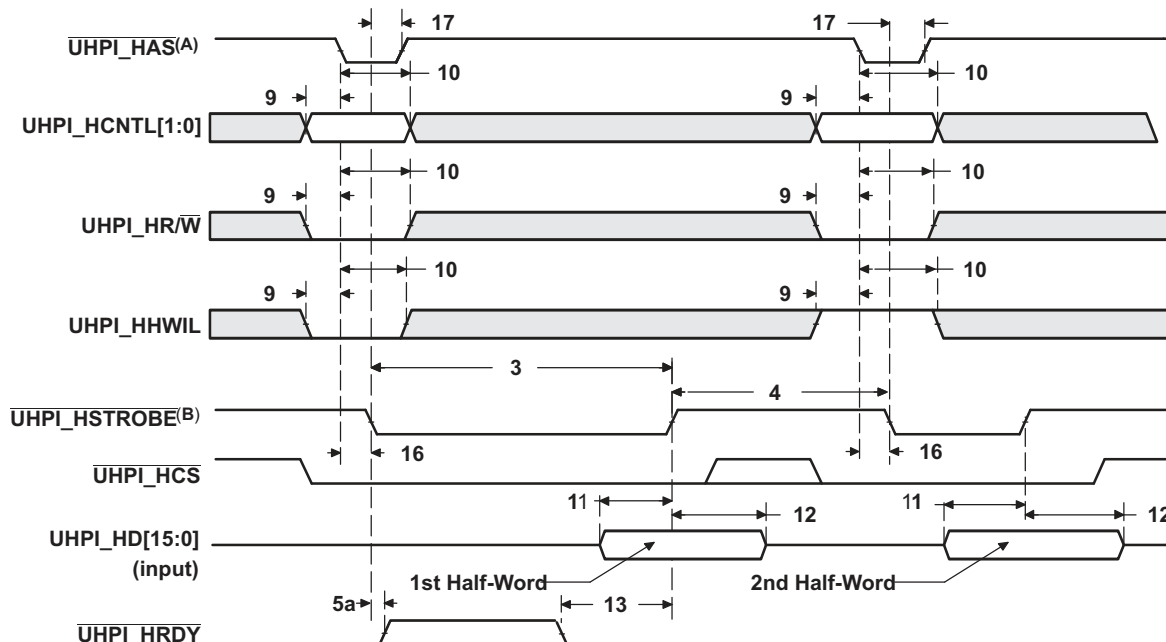 17 17
UHPI_HAS(A)
10 10
9 9
UHPI_HCNTL[1:0]
10 10
9 9
UHPI_HR/W
10 10
9 9
UHPI_HHWIL
3
4
UHPI_HSTROBE(B)
16 16
UHPI_HCS
11 11
12 12
UHPI_HD[15:0]
(input)
1st Half-Word 2nd Half-Word
5a 13
UHPI_HRDY